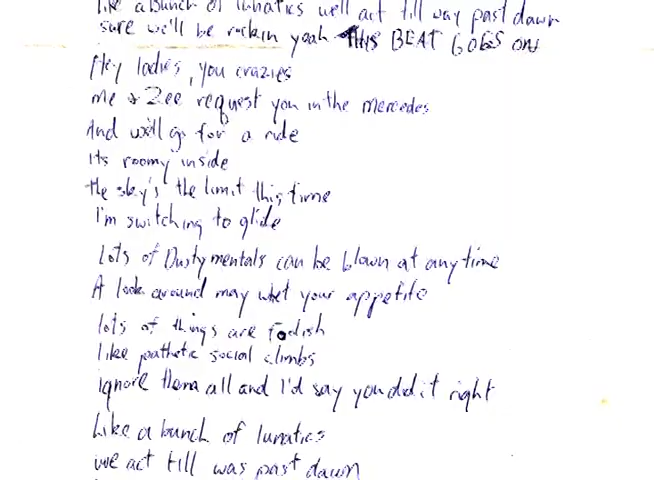 like a bunch of lunatics we'll act till way past dawn
sure we'll be rockin yeah THIS BEAT GOES ON
Hey ladies, you crazies
me & Zee request you in the mercedes
And we'll go for a ride
its roomy inside
the sky's the limit this time
I'm switching to glide
lots of Dusty mentals can be blown at any time
A look around may whet your appetite
lots of things are foolish
like pathetic social climbs
ignore them all and I'd say you did it right
Like a bunch of lunatics
we act till was past dawn